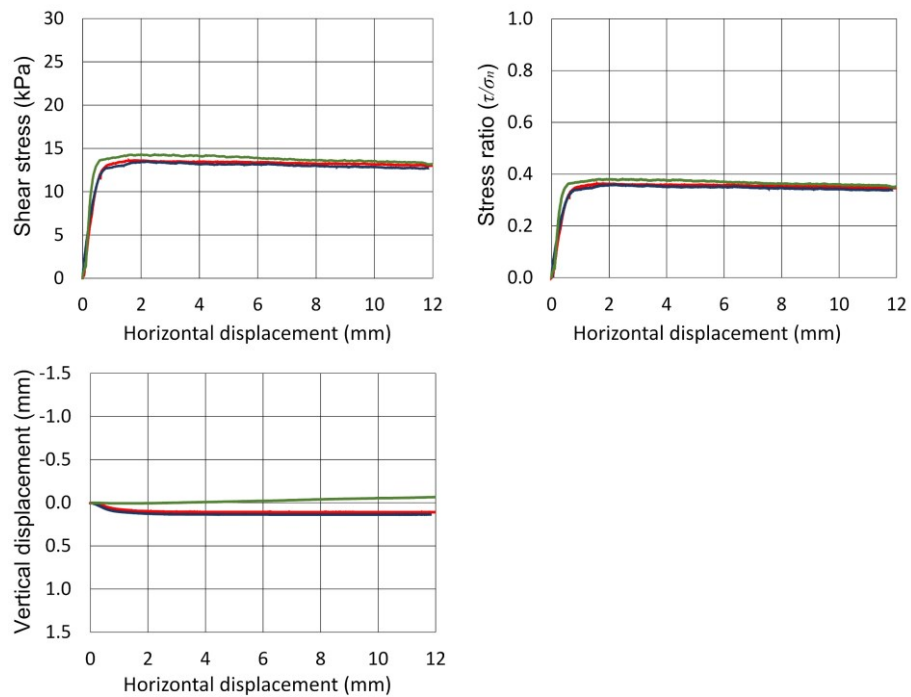 30
25
20
15
10
5
0
Shear stress (kPa)
0 2 4 6 8 10 12
Horizontal displacement (mm)
1.0
0.8
0.6
0.4
0.2
0.0
Stress ratio (τ/σn)
0 2 4 6 8 10 12
Horizontal displacement (mm)
-1.5
-1.0
-0.5
0.0
0.5
1.0
1.5
Vertical displacement (mm)
0 2 4 6 8 10 12
Horizontal displacement (mm)